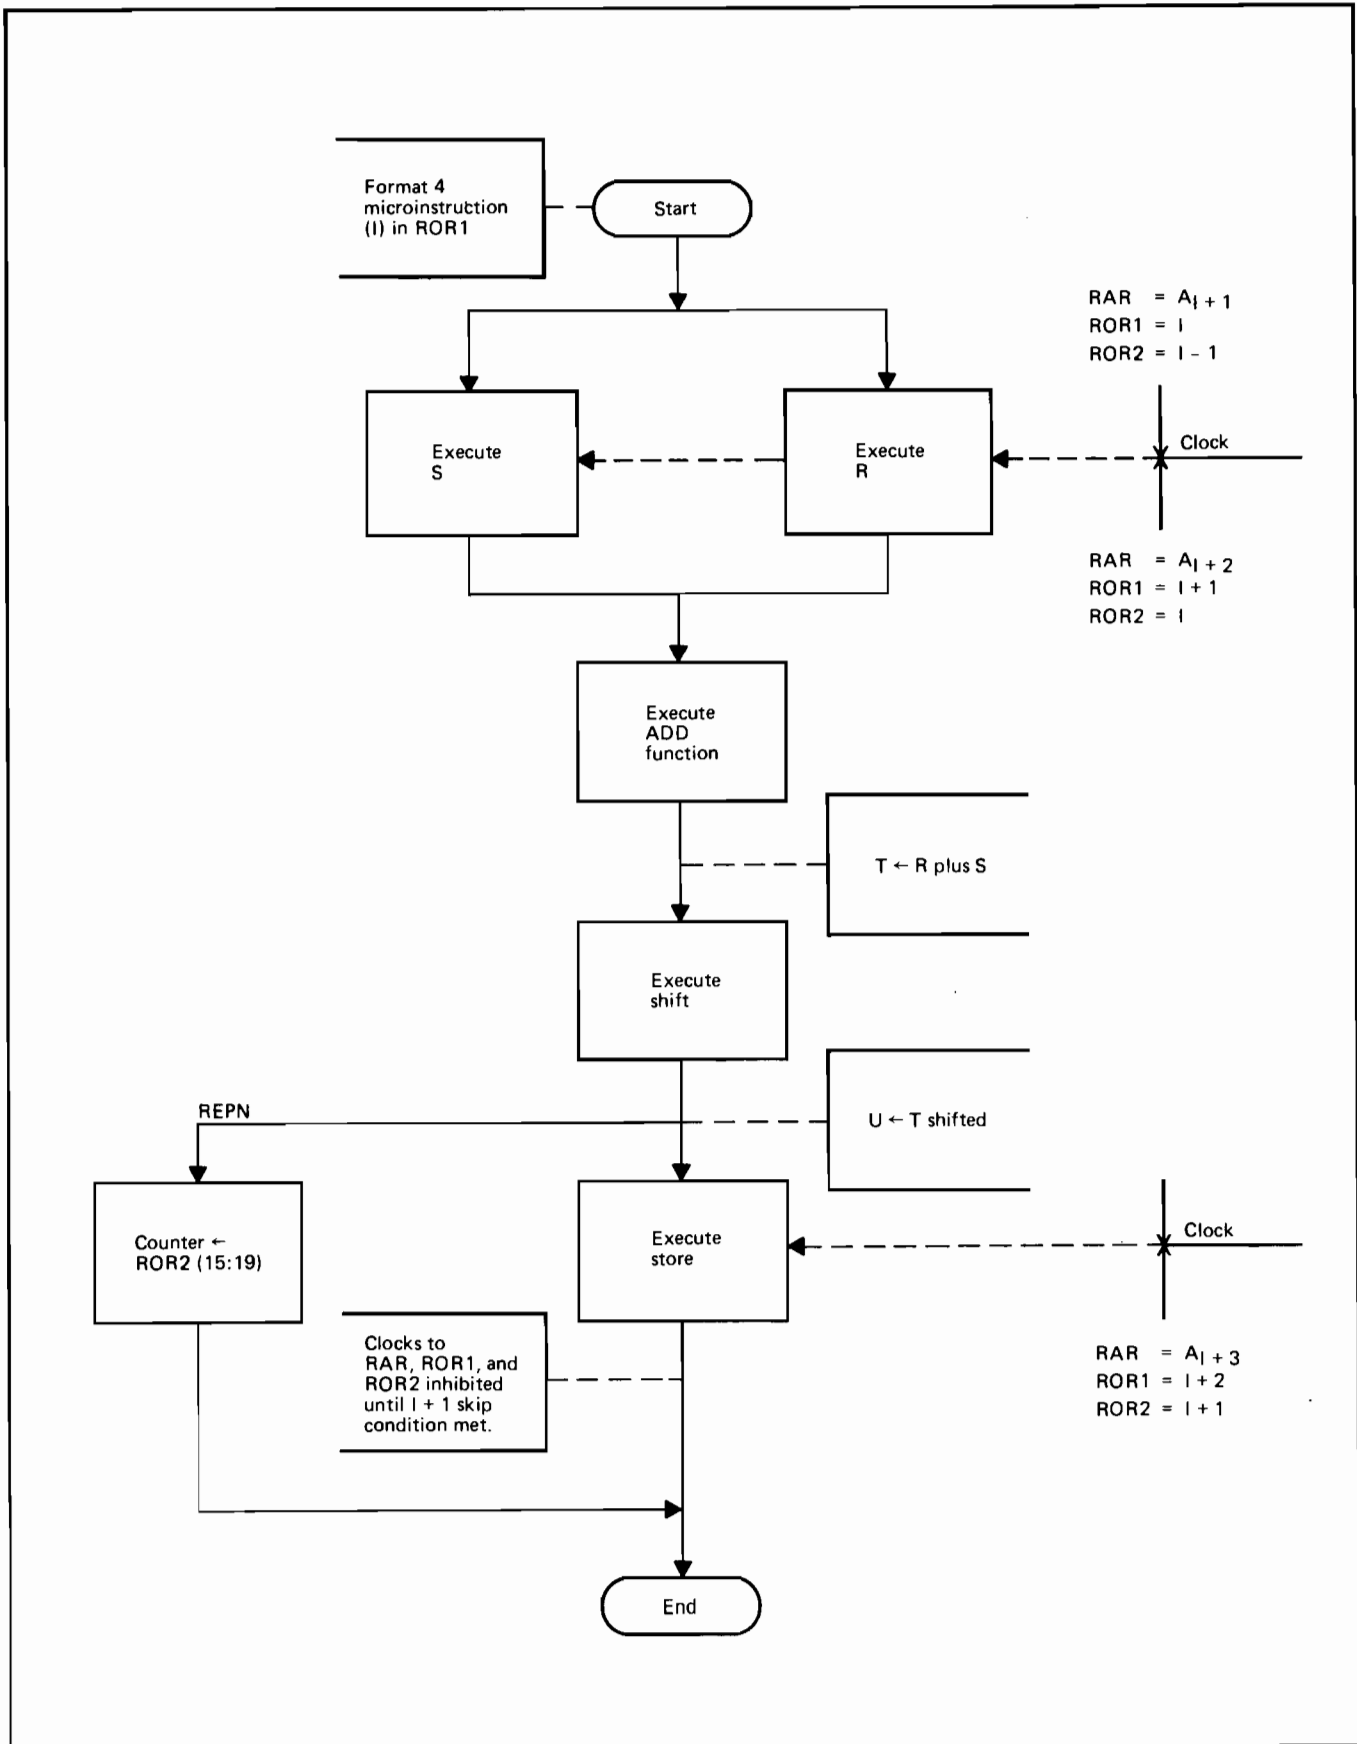 Format 4
microinstruction
(I) in ROR1
Start
RAR = AI + 1
ROR1 = I
ROR2 = I - 1
Clock
Execute
S
Execute
R
RAR = AI + 2
ROR1 = I + 1
ROR2 = I
Execute
ADD
function
T ← R plus S
Execute
shift
REPN
U ← T shifted
Counter ←
ROR2 (15:19)
Execute
store
Clock
Clocks to
RAR, ROR1, and
ROR2 inhibited
until I + 1 skip
condition met.
RAR = AI + 3
ROR1 = I + 2
ROR2 = I + 1
End